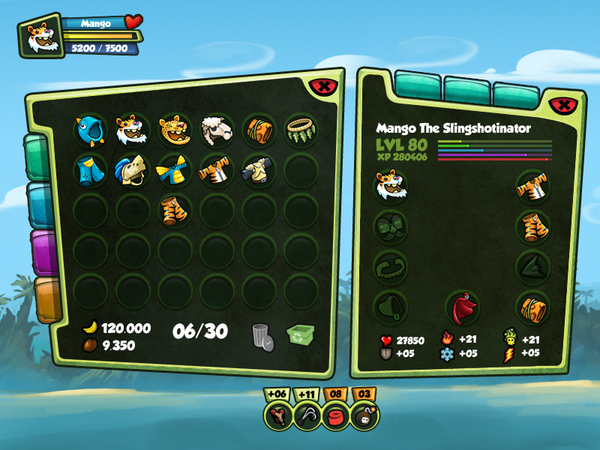 Mango
5200 / 7500
X
X
Mango The Slingshotinator
LVL 80
XP 280406
120 000
9 350
06/30
27850
+21
+21
+05
+05
+05
+06
+11
08
03